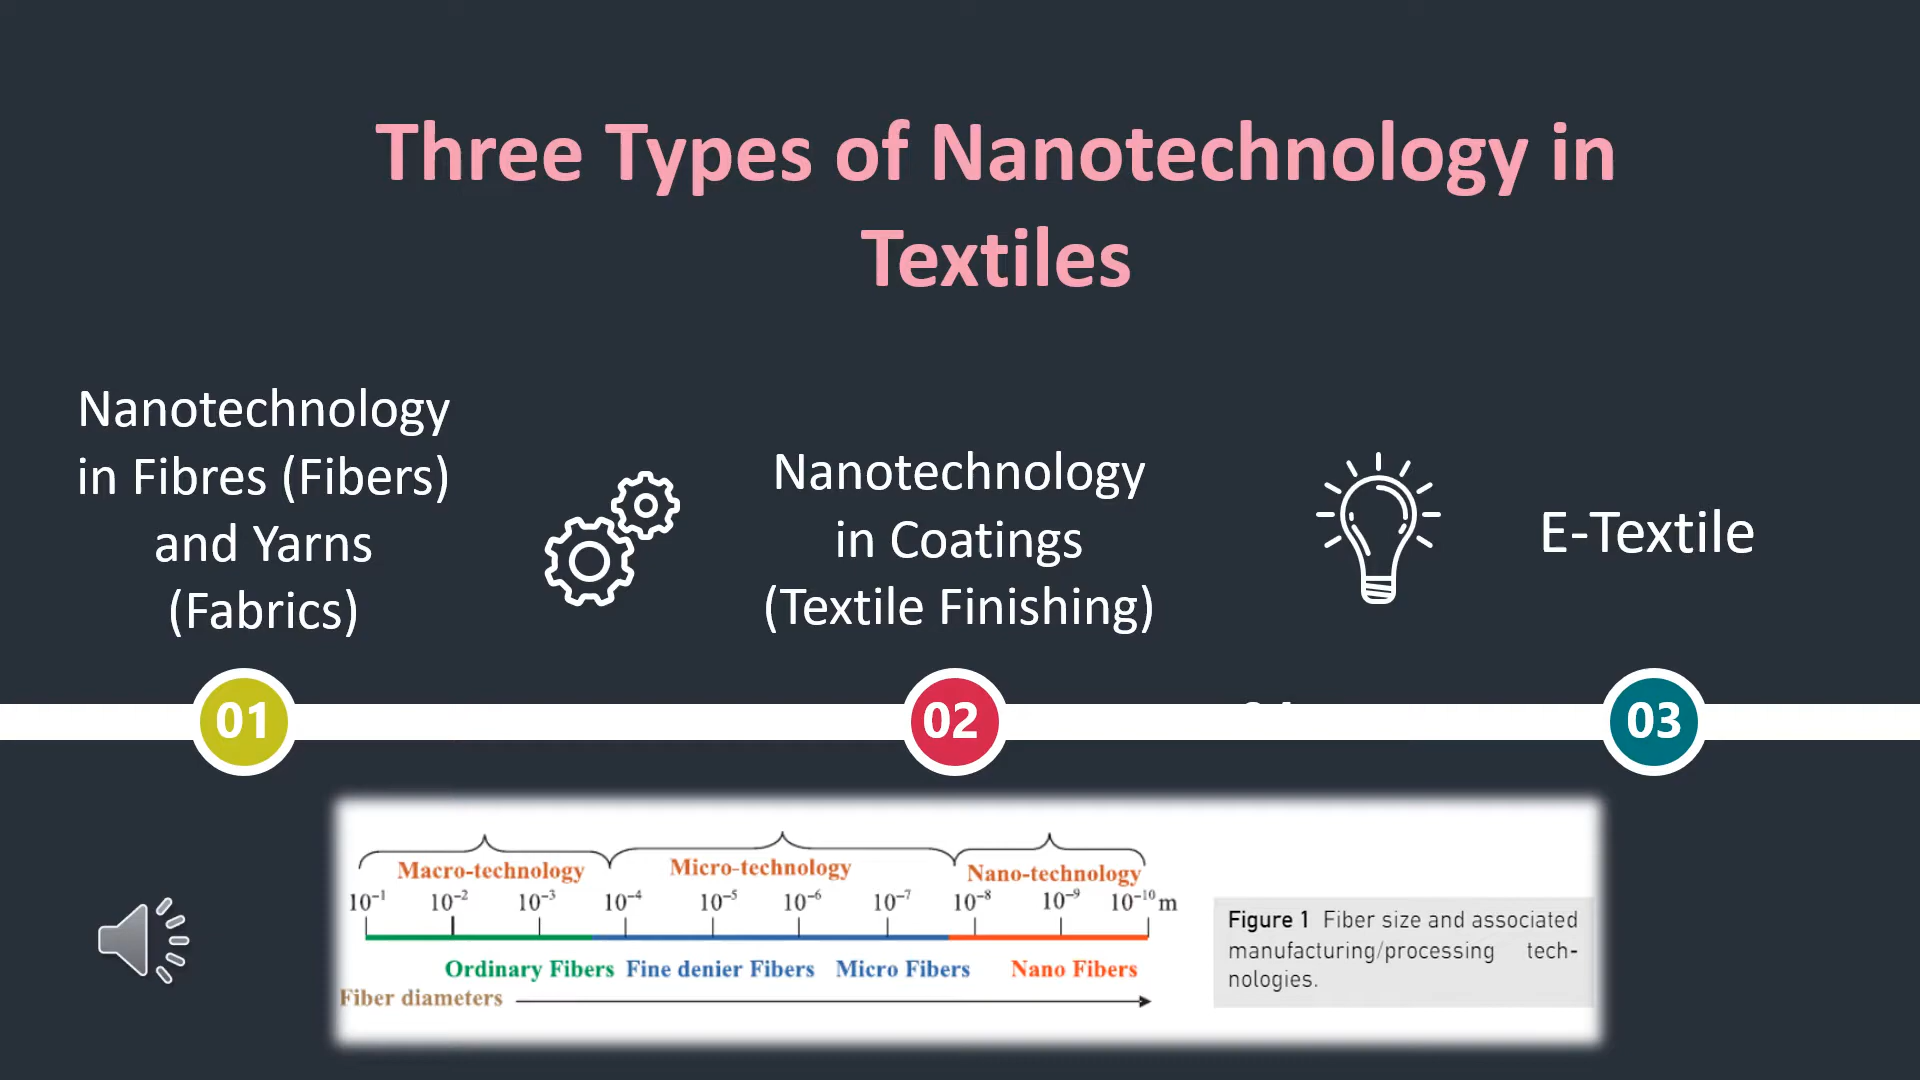 Three Types of Nanotechnology in
Textiles
Nanotechnology
in Fibres (Fibers)
and Yarns
(Fabrics)
Nanotechnology
in Coatings
(Textile Finishing)
E-Textile
01
02
03
Macro-technology
Micro-technology
Nano-technology
10⁻¹ 10⁻² 10⁻³ 10⁻⁴ 10⁻⁵ 10⁻⁶ 10⁻⁷ 10⁻⁸ 10⁻⁹ 10⁻¹⁰ m
Ordinary Fibers
Fine denier Fibers
Micro Fibers
Nano Fibers
Fiber diameters
Figure 1 Fiber size and associated
manufacturing/processing tech-
nologies.